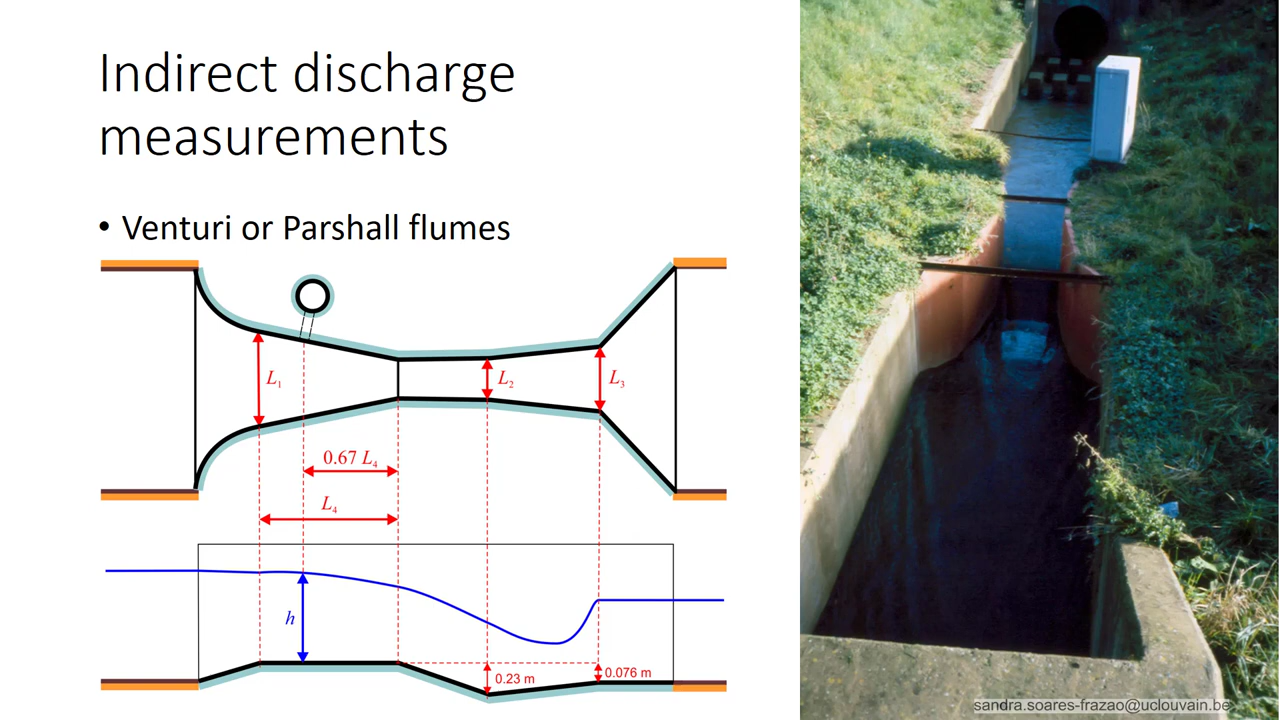 Indirect discharge
measurements
• Venturi or Parshall flumes
L1
L2
L3
0.67 L4
L4
h
0.23 m
0.076 m
sandra.soares-frazao@uclouvain.be